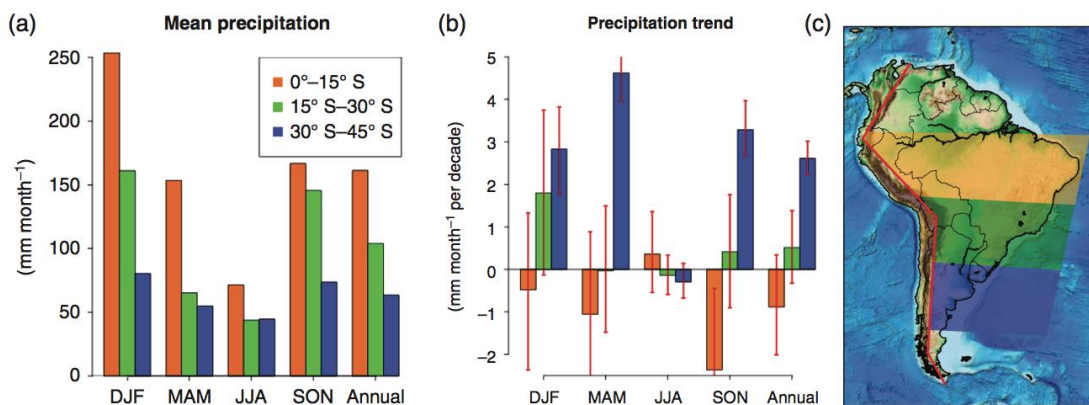 (a)
Mean precipitation
(mm month⁻¹)
250
200
150
100
50
0
0°–15° S
15° S–30° S
30° S–45° S
DJF MAM JJA SON Annual
(b)
Precipitation trend
(mm month⁻¹ per decade)
5
4
3
2
1
0
−1
−2
DJF MAM JJA SON Annual
(c)